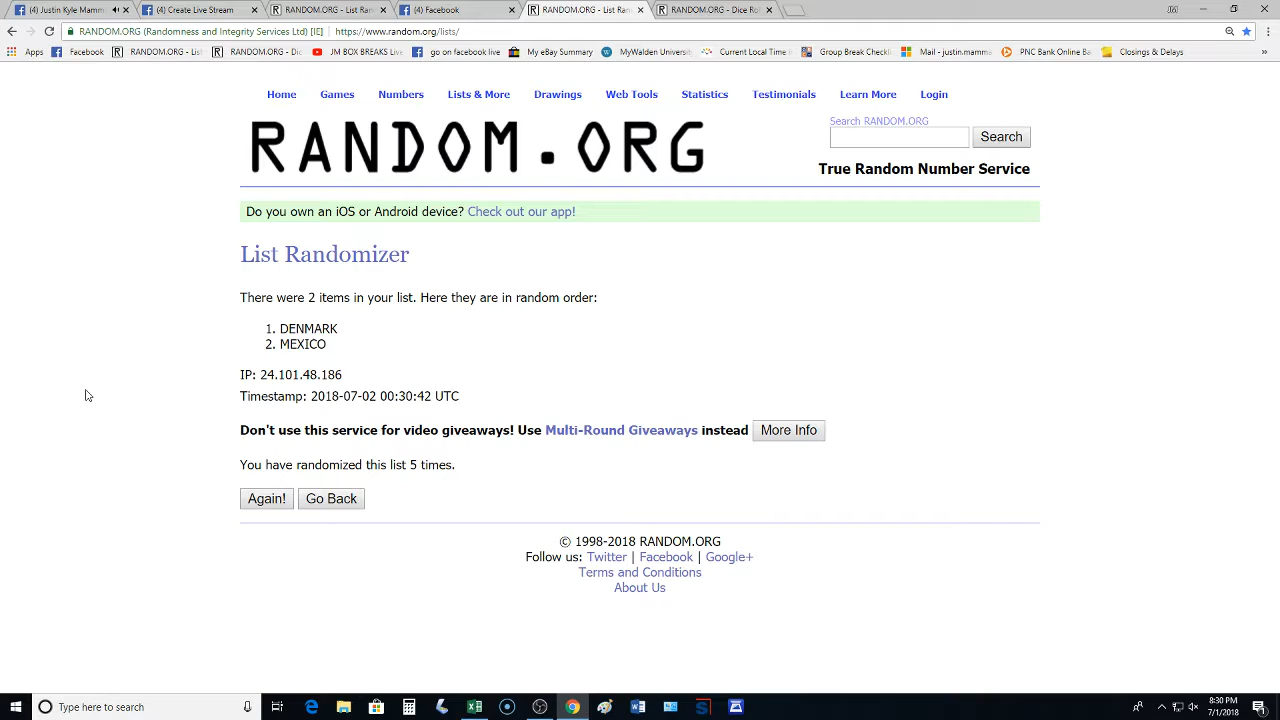 (4) Justin Kyle Mamm
(4) Create Live Stream
RANDOM.ORG - List Ran
(4) Facebook
RANDOM.ORG - List Ran
RANDOM.ORG - Dice Rol
RANDOM.ORG (Randomness and Integrity Services Ltd) [IE]
https://www.random.org/lists/
Apps
Facebook
RANDOM.ORG - List
RANDOM.ORG - Dic
JM BOX BREAKS Live
go on facebook live
My eBay Summary
MyWalden Universit
Current Local Time i
Group Break Checkli
Mail - justin.mamma
PNC Bank Online Ba
Closings & Delays
Home Games Numbers Lists & More Drawings Web Tools Statistics Testimonials Learn More Login
RANDOM.ORG
Search RANDOM.ORG
Search
True Random Number Service
Do you own an iOS or Android device? Check out our app!
List Randomizer
There were 2 items in your list. Here they are in random order:
1. DENMARK
2. MEXICO
IP: 24.101.48.186
Timestamp: 2018-07-02 00:30:42 UTC
Don't use this service for video giveaways! Use Multi-Round Giveaways instead More Info
You have randomized this list 5 times.
Again! Go Back
© 1998-2018 RANDOM.ORG
Follow us: Twitter | Facebook | Google+
Terms and Conditions
About Us
Type here to search
8:30 PM
7/1/2018